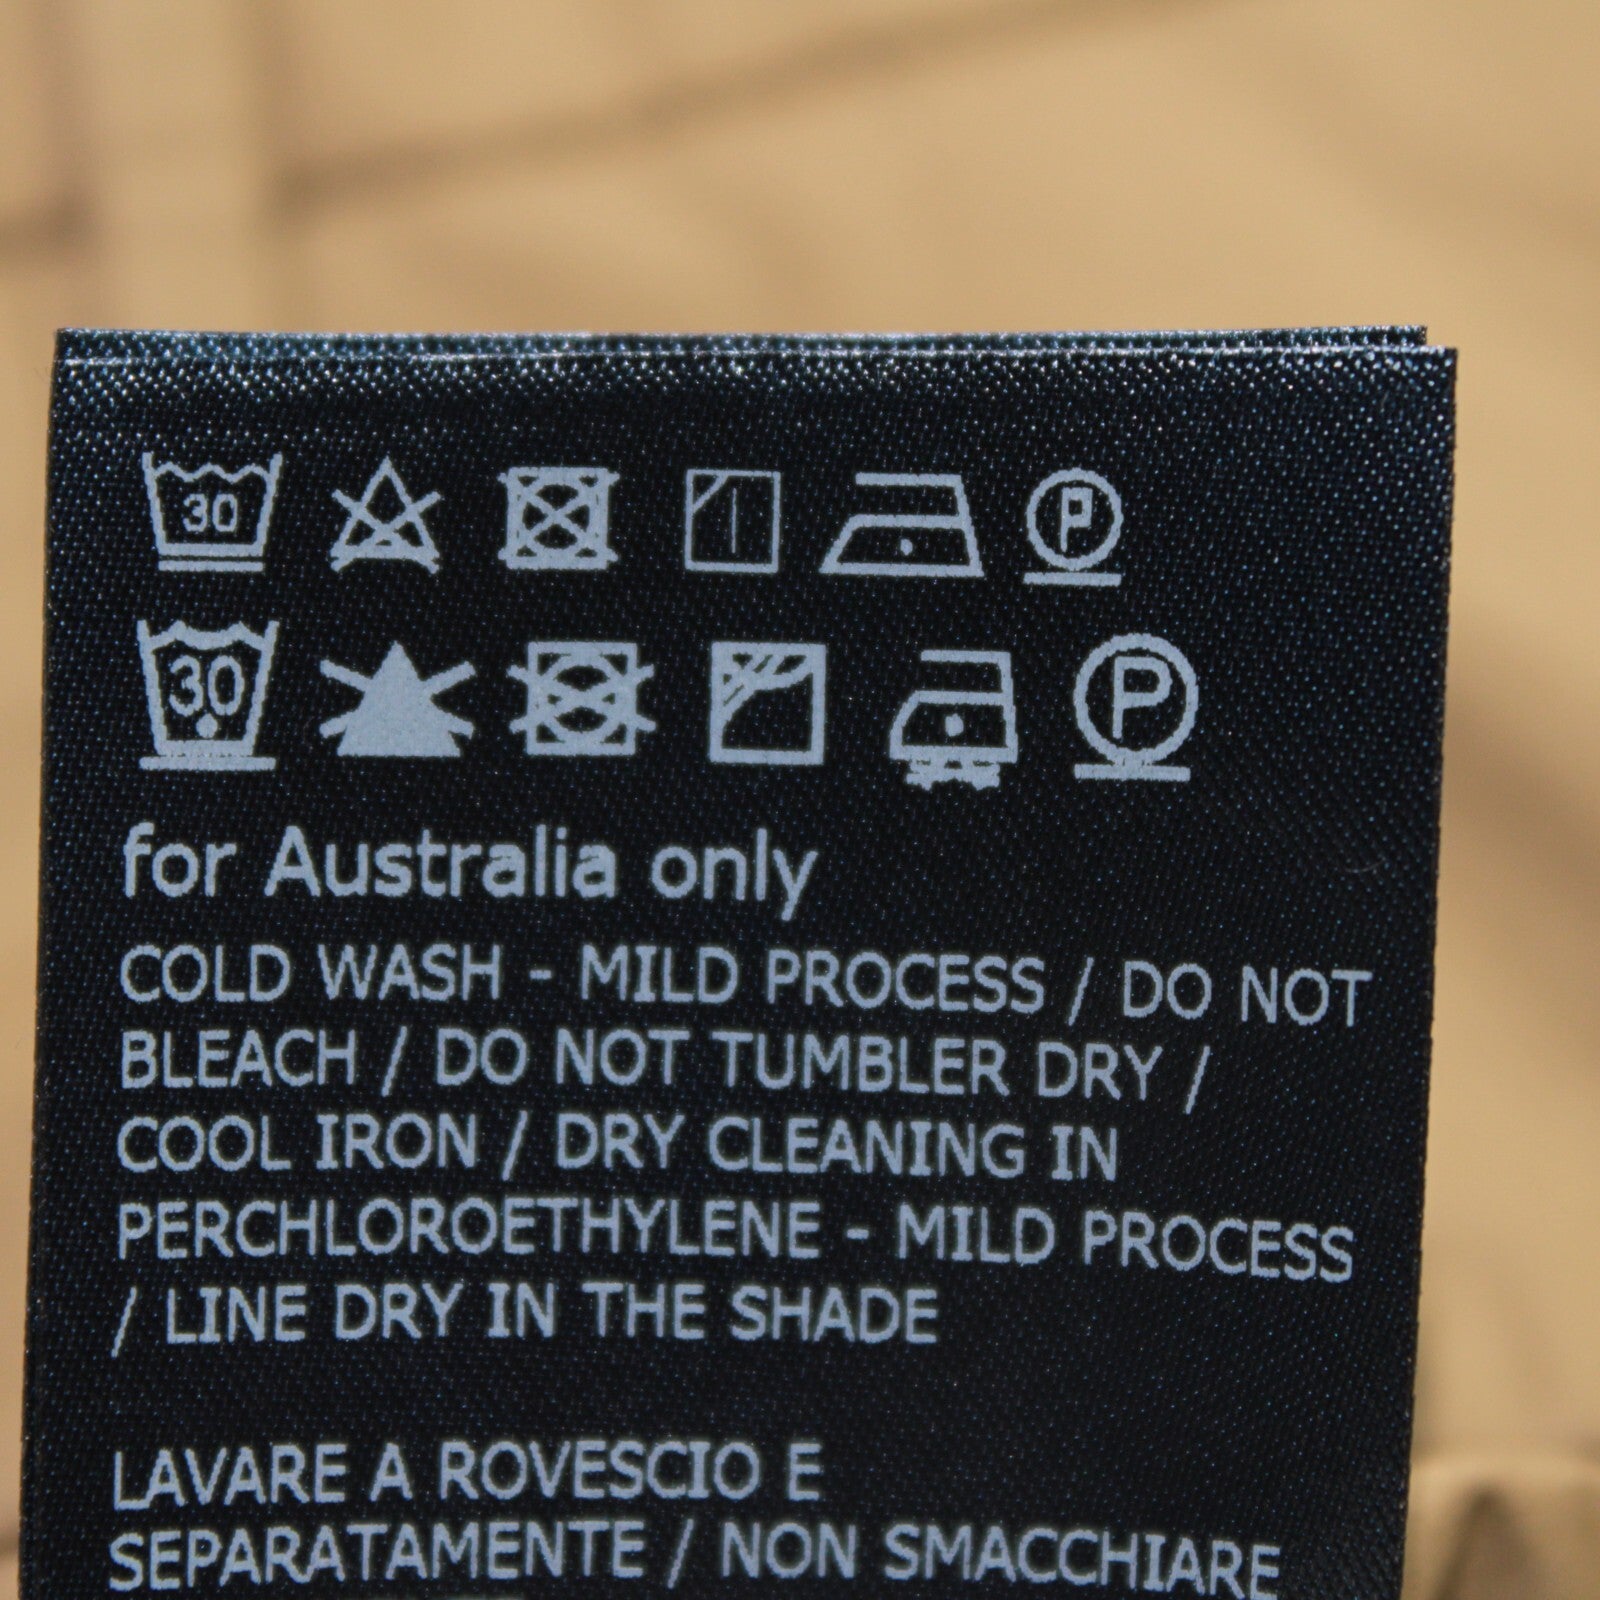 30 P
30 P
for Australia only
COLD WASH - MILD PROCESS / DO NOT
BLEACH / DO NOT TUMBLER DRY /
COOL IRON / DRY CLEANING IN
PERCHLOROETHYLENE - MILD PROCESS
/ LINE DRY IN THE SHADE
LAVARE A ROVESCIO E
SEPARATAMENTE / NON SMACCHIARE